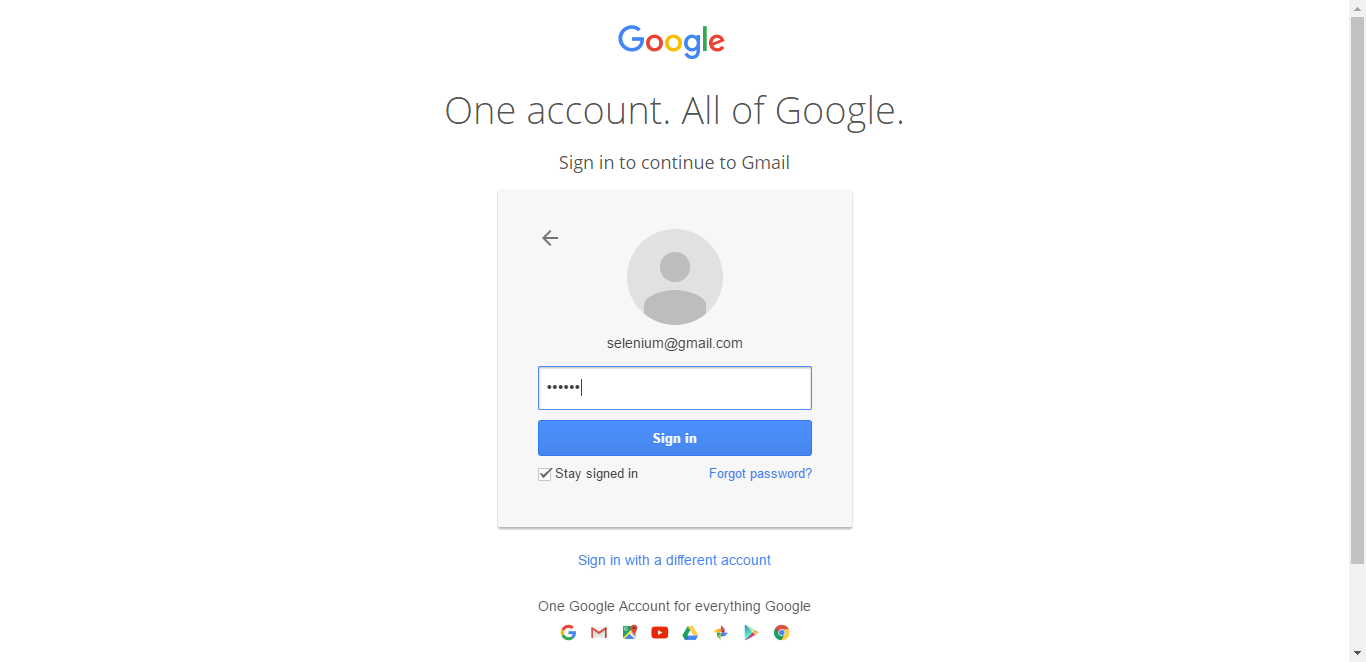 Google
One account. All of Google.
Sign in to continue to Gmail
selenium@gmail.com
••••••
Sign in
Stay signed in
Forgot password?
Sign in with a different account
One Google Account for everything Google